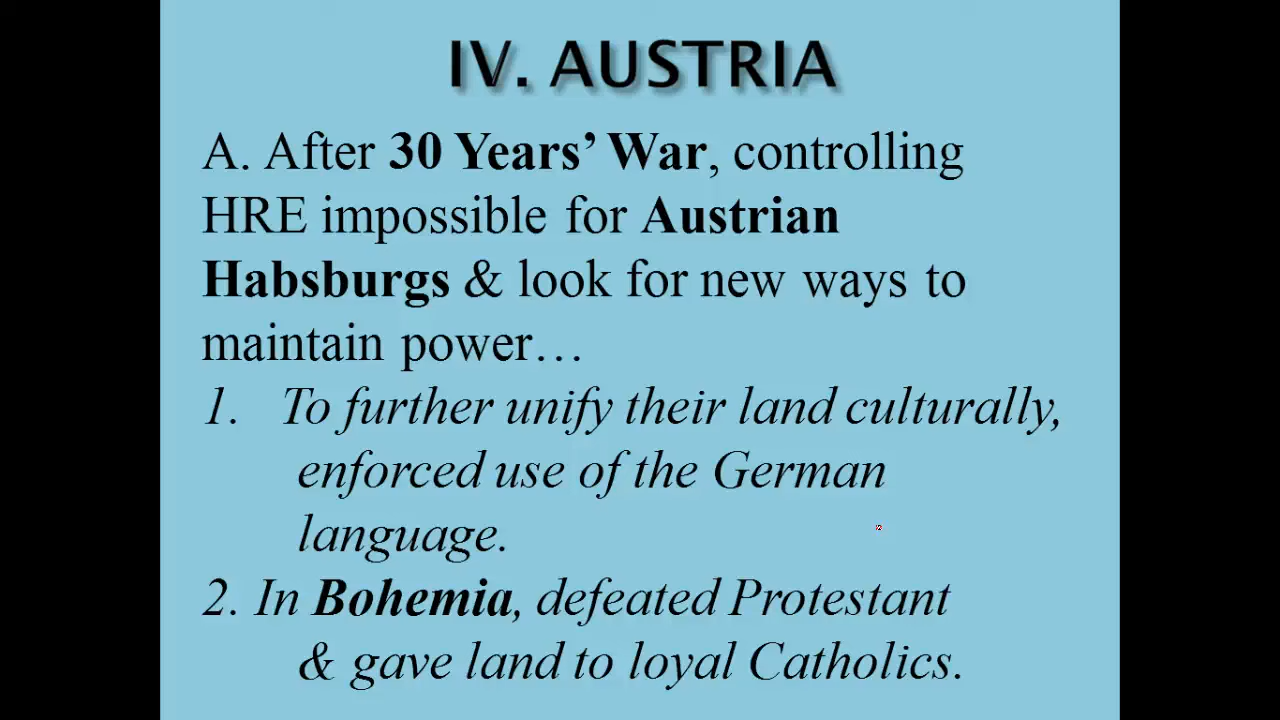 IV. AUSTRIA
A. After 30 Years’ War, controlling
HRE impossible for Austrian
Habsburgs & look for new ways to
maintain power…
1. To further unify their land culturally,
enforced use of the German
language.
2. In Bohemia, defeated Protestant
& gave land to loyal Catholics.